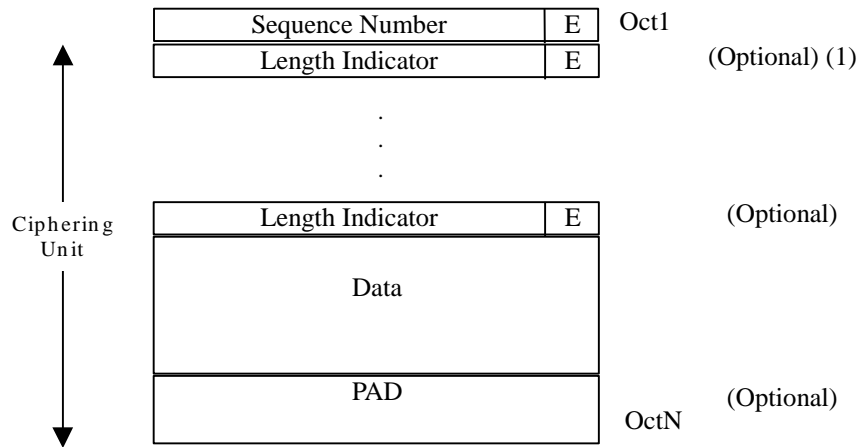 Sequence Number E Oct1
Length Indicator E (Optional) (1)
.
.
.
Length Indicator E (Optional)
Ciphering
Unit
Data
PAD (Optional)
OctN